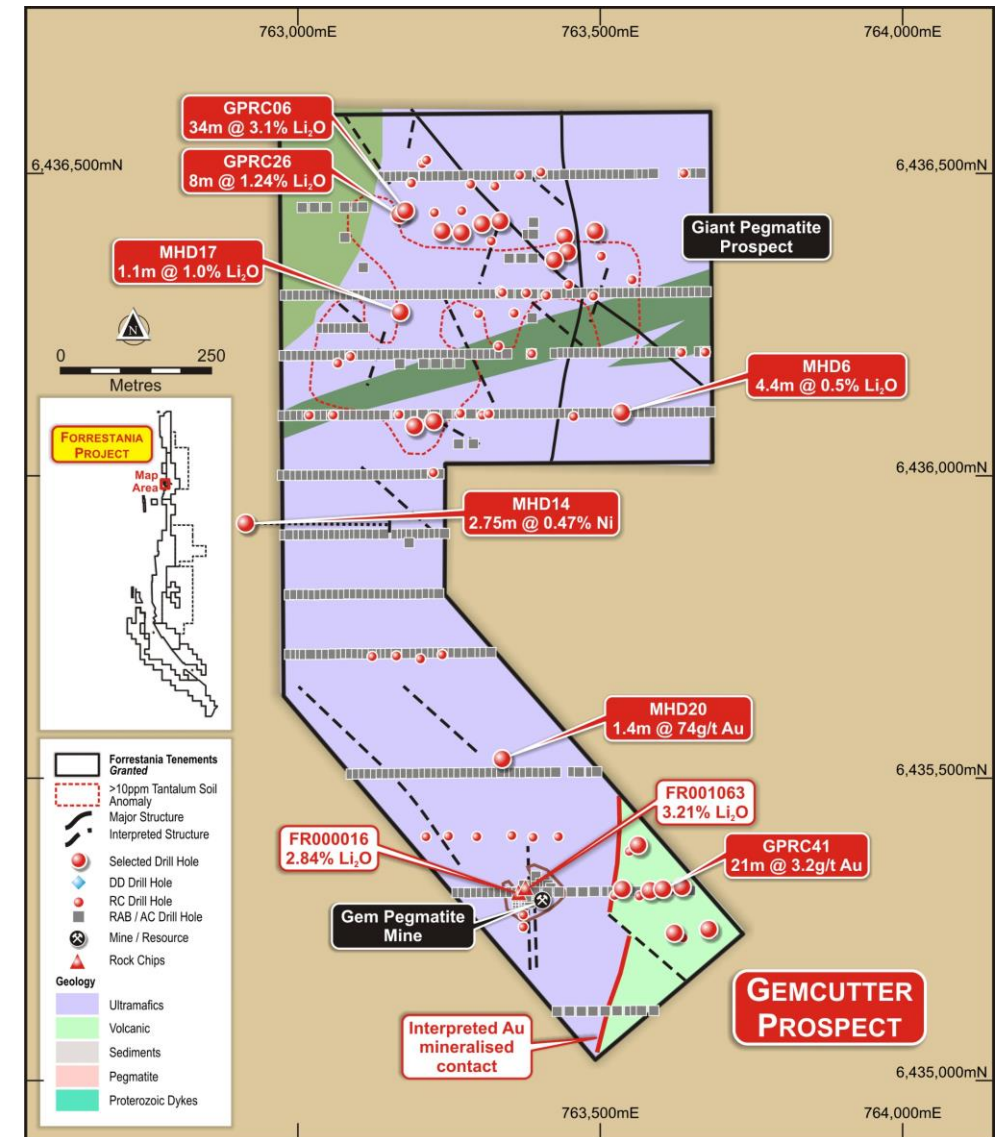 763,000mE
763,500mE
764,000mE
GPRC06
34m @ 3.1% Li₂O
6,436,500mN
6,436,500mN
GPRC26
8m @ 1.24% Li₂O
Giant Pegmatite
Prospect
MHD17
1.1m @ 1.0% Li₂O
N
0
250
Metres
MHD6
4.4m @ 0.5% Li₂O
FORRESTANIA
PROJECT
Map
Area
6,436,000mN
MHD14
2.75m @ 0.47% Ni
MHD20
1.4m @ 74g/t Au
6,435,500mN
FR001063
3.21% Li₂O
FR000016
2.84% Li₂O
GPRC41
21m @ 3.2g/t Au
Gem Pegmatite
Mine
GEMCUTTER
PROSPECT
Interpreted Au
mineralised
contact
6,435,000mN
763,500mE
764,000mE
Forrestania Tenements
Granted
>10ppm Tantalum Soil
Anomaly
Major Structure
Interpreted Structure
Selected Drill Hole
DD Drill Hole
RC Drill Hole
RAB / AC Drill Hole
Mine / Resource
Rock Chips
Geology
Ultramafics
Volcanic
Sediments
Pegmatite
Proterozoic Dykes